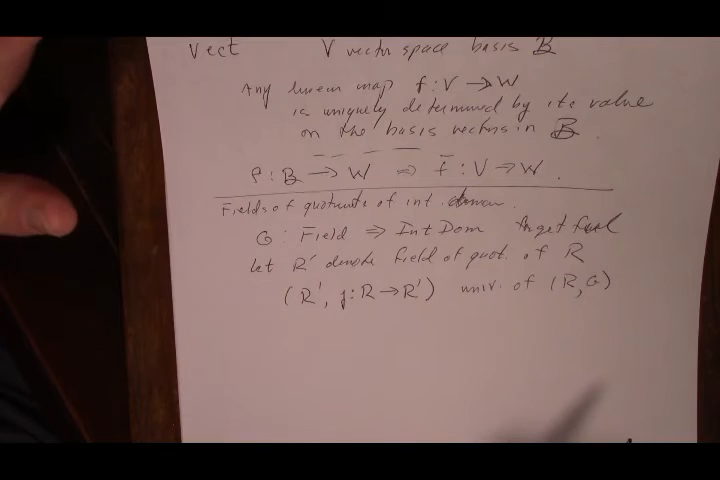 Vect V vector space basis B
Any linear map f : V → W
is uniquely determined by its value
on the basis vectors in B.
f : B → W ⇒ f̄ : V → W.
Fields of quotients of int. domain.
G : Field ⇒ Int Dom forget ful
let R' denote field of quot. of R
(R', j : R → R') univ. of (R, G)